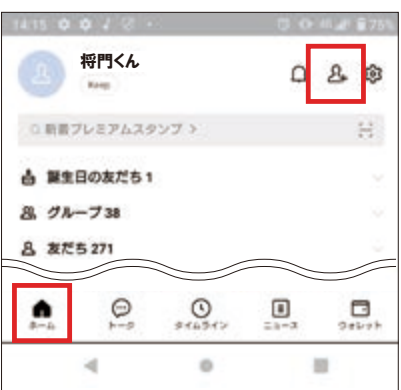 14:15
75%
将門くん
Keep
新着プレミアムスタンプ >
誕生日の友だち 1
グループ 38
友だち 271
ホーム トーク タイムライン ニュース ウォレット